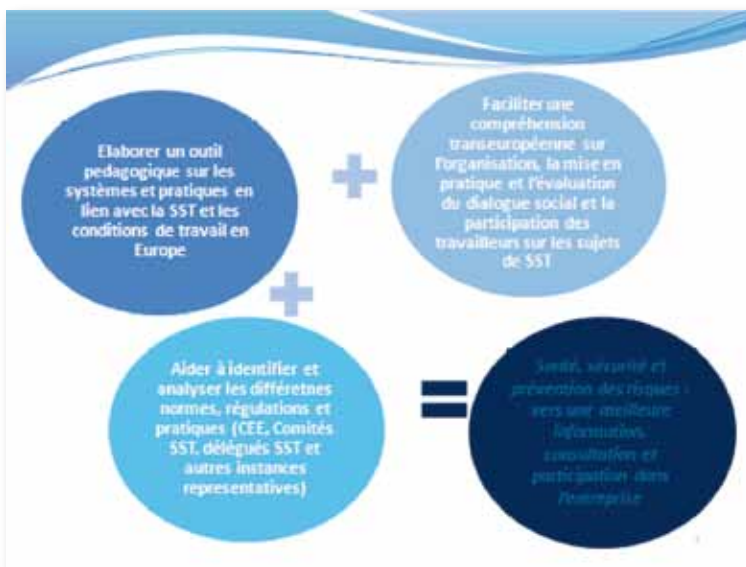 Elaborer un outil
pedagogique sur les
systèmes et pratiques en
lien avec la SST et les
conditions de travail en
Europe
+
Faciliter une
compréhension
transeuropéenne sur
l'organisation, la mise en
pratique et l'évaluation
du dialogue social et la
participation des
travailleurs sur les sujets
de SST
+
Aider à identifier et
analyser les différetnes
normes, régulations et
pratiques (CEE, Comités
SST, délégués SST et
autres instances
representatives)
=
Santé, sécurité et
prévention des risques -
vers une meilleure
information,
consultation et
participation dans
l'entreprise